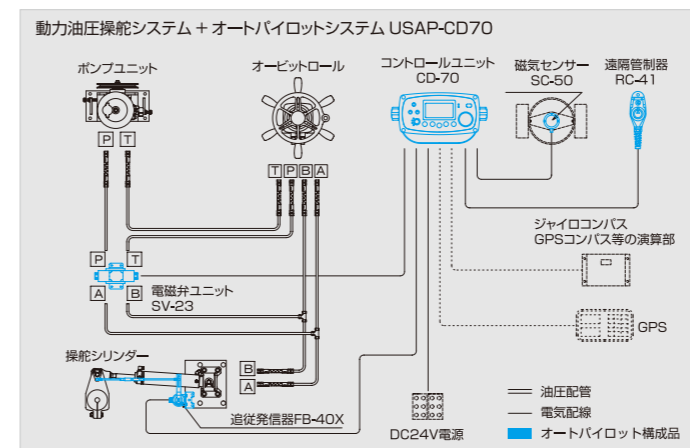 動力油圧操舵システム + オートパイロットシステム USAP-CD70
ポンプユニット
オービットロール
コントロールユニット
CD-70
磁気センサー
SC-50
遠隔管制器
RC-41
P T
T P B A
P T
A B
電磁弁ユニット
SV-23
ジャイロコンパス
GPSコンパス等の演算部
GPS
操舵シリンダー
B
A
追従発信器FB-40X
DC24V電源
油圧配管
電気配線
オートパイロット構成品